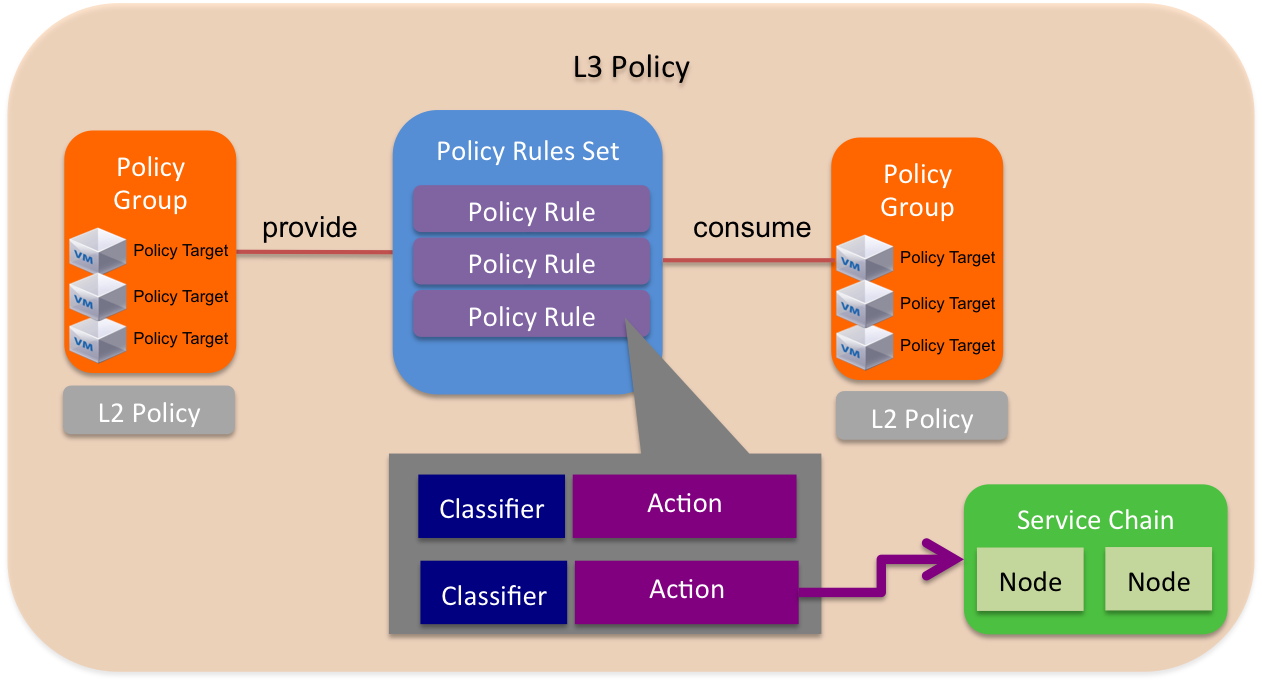 L3 Policy
Policy
Group
VM
Policy Target
VM
Policy Target
VM
Policy Target
L2 Policy
provide
Policy Rules Set
Policy Rule
Policy Rule
Policy Rule
consume
Policy
Group
VM
Policy Target
VM
Policy Target
VM
Policy Target
L2 Policy
Classifier
Action
Classifier
Action
Service Chain
Node
Node